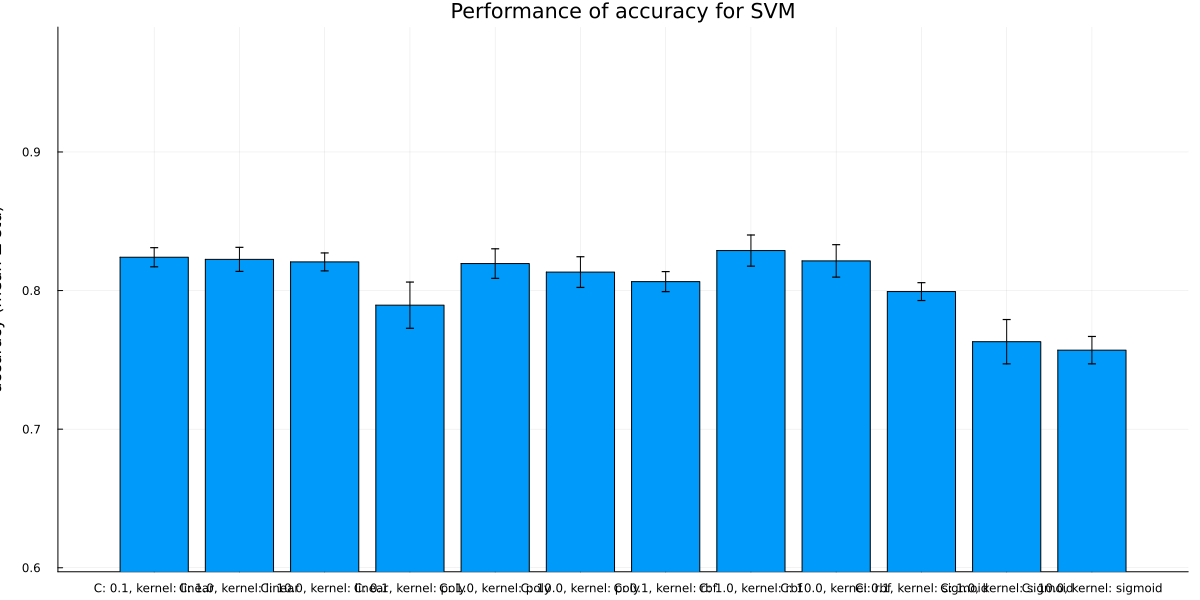 Performance of accuracy for SVM
0.9
0.8
0.7
0.6
C: 0.1, kernel: linear
C: 1.0, kernel: linear
C: 10.0, kernel: linear
C: 0.1, kernel: poly
C: 1.0, kernel: poly
C: 10.0, kernel: poly
C: 0.1, kernel: rbf
C: 1.0, kernel: rbf
C: 10.0, kernel: rbf
C: 0.1, kernel: sigmoid
C: 1.0, kernel: sigmoid
C: 10.0, kernel: sigmoid